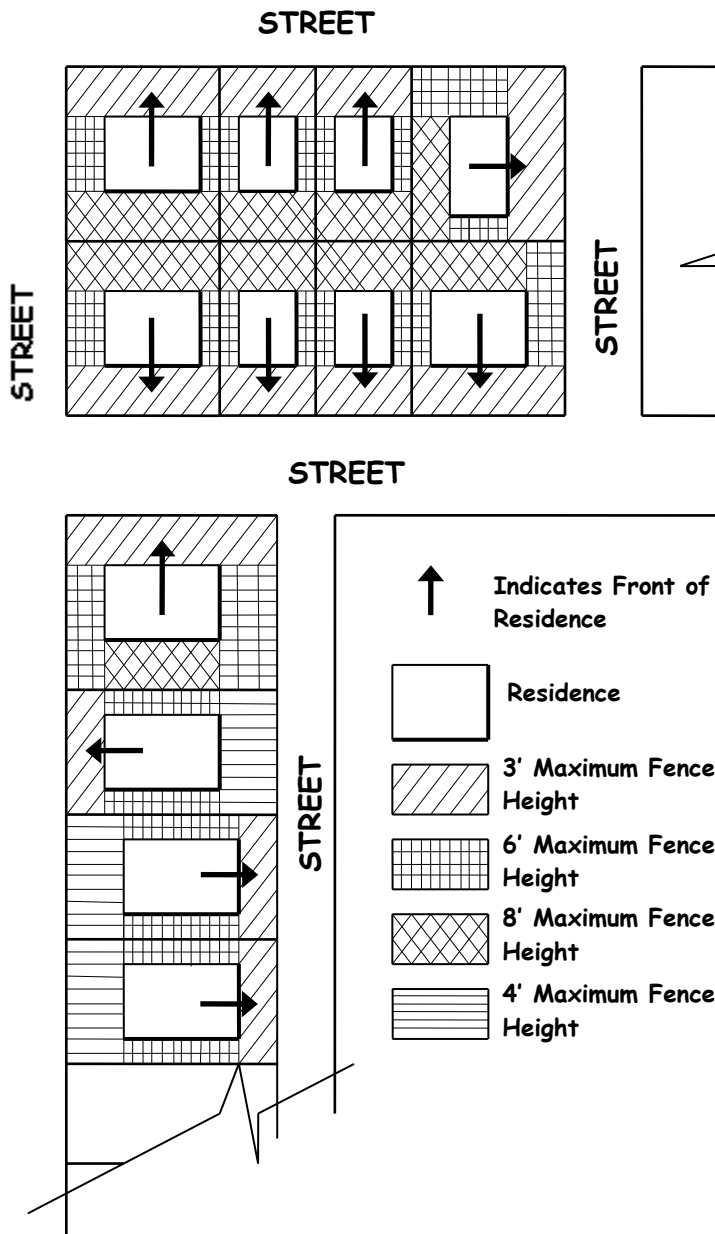 STREET
STREET
STREET
STREET
STREET
Indicates Front of
Residence
Residence
3' Maximum Fence
Height
6' Maximum Fence
Height
8' Maximum Fence
Height
4' Maximum Fence
Height